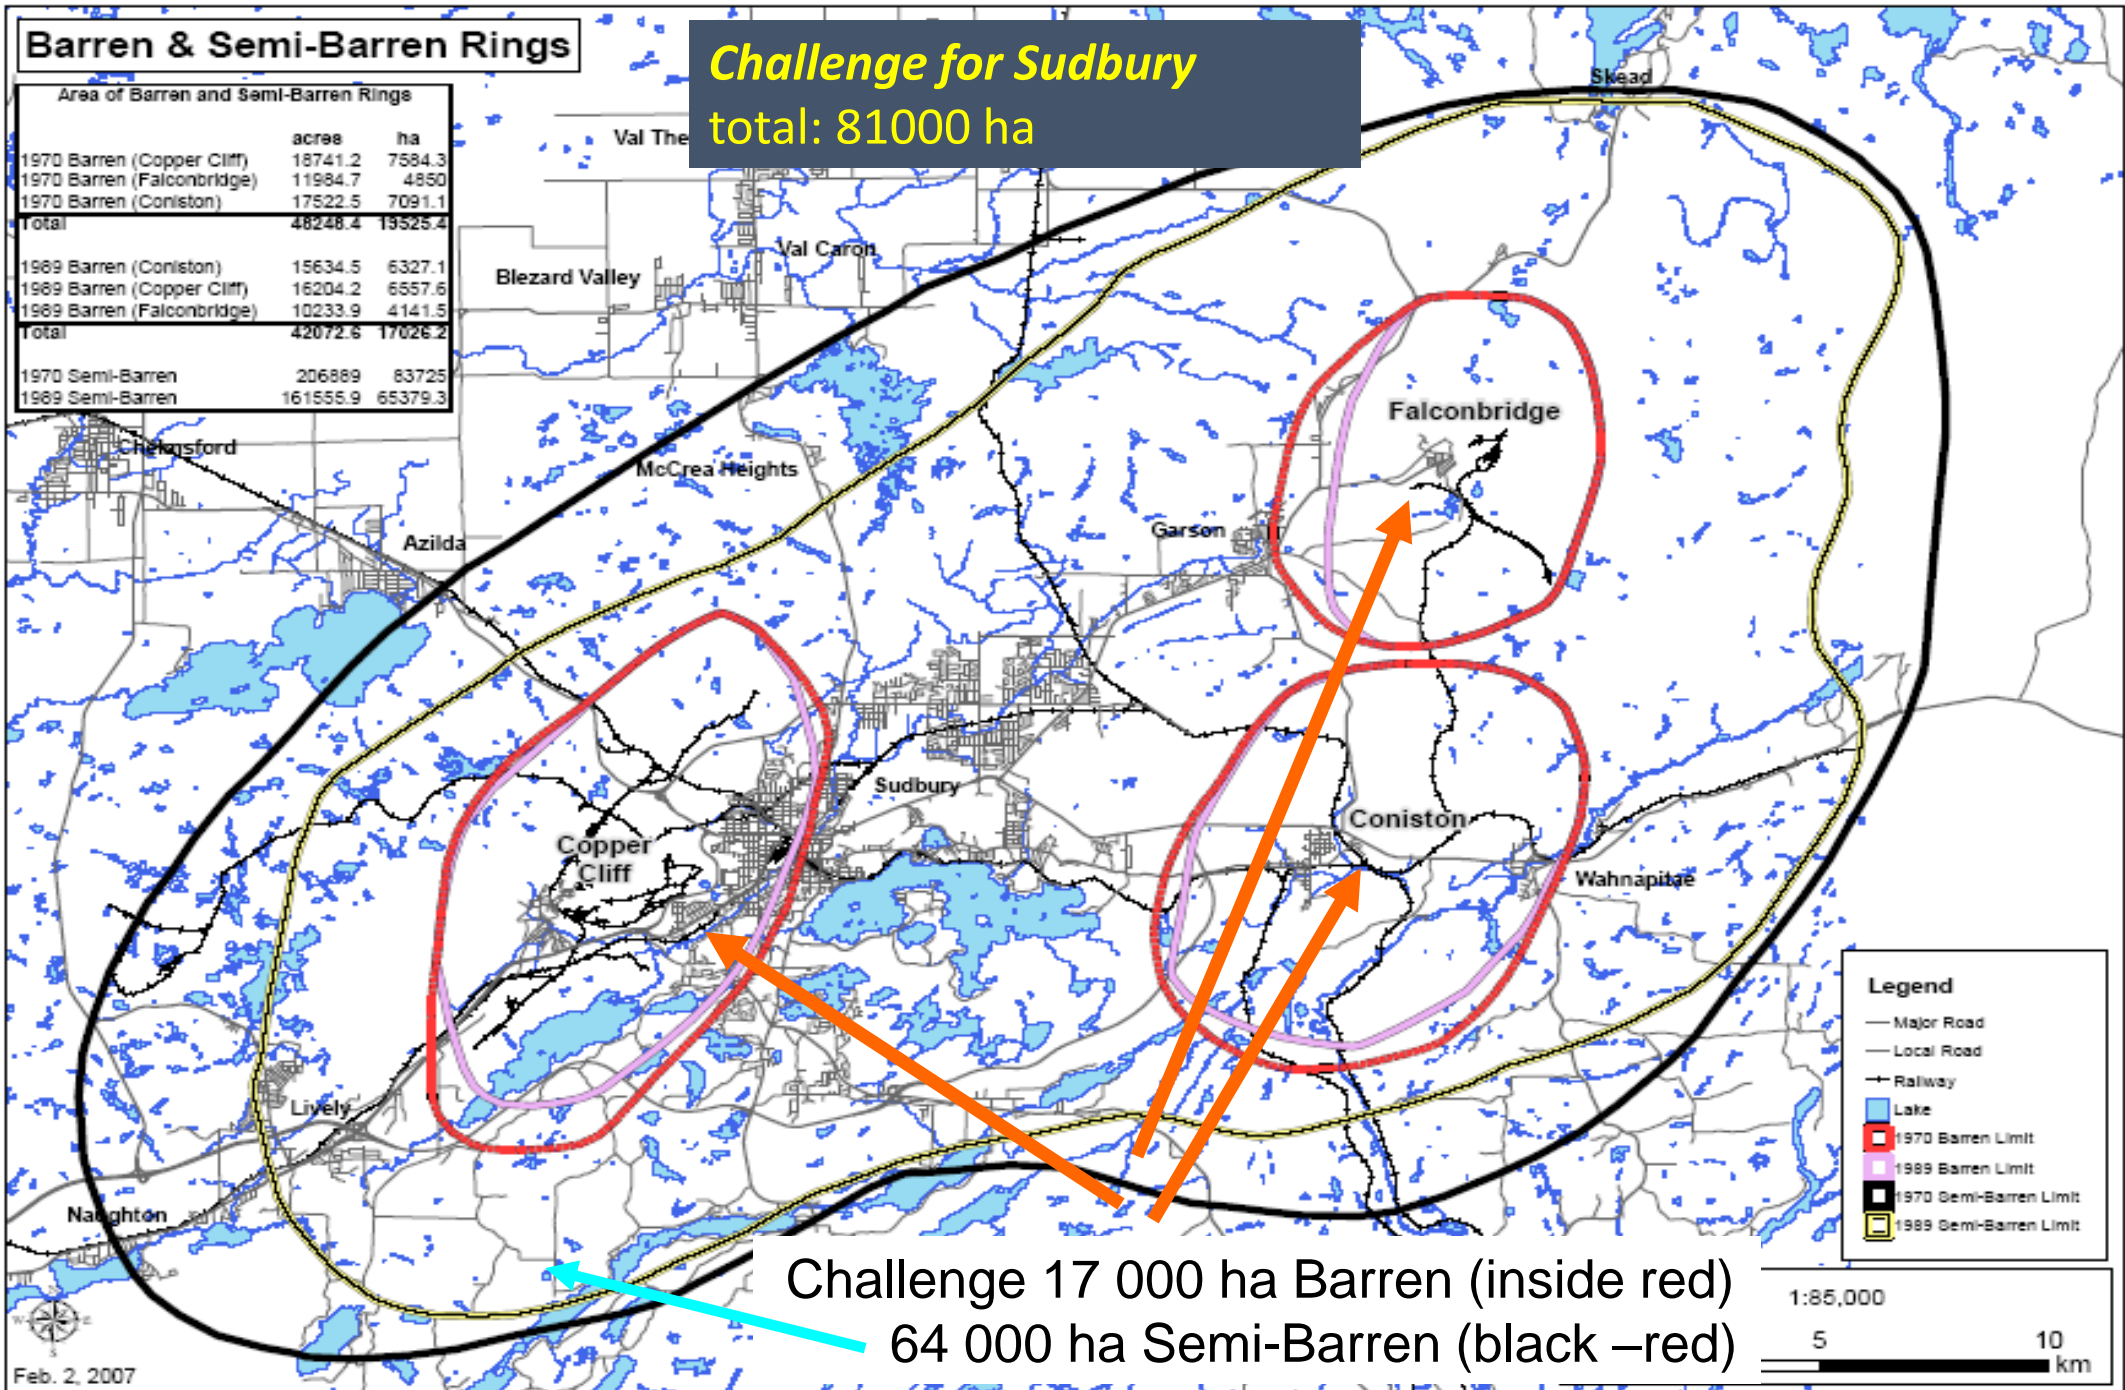 Barren & Semi-Barren Rings
Challenge for Sudbury
total: 81000 ha
Area of Barren and Semi-Barren Rings
acres ha
1970 Barren (Copper Cliff) 18741.2 7584.3
1970 Barren (Falconbridge) 11984.7 4850
1970 Barren (Coniston) 17522.5 7091.1
Total 48248.4 19525.4
1989 Barren (Coniston) 15634.5 6327.1
1989 Barren (Copper Cliff) 16204.2 6557.6
1989 Barren (Falconbridge) 10233.9 4141.5
Total 42072.6 17026.2
1970 Semi-Barren 206889 83725
1989 Semi-Barren 161555.9 65379.3
Skead
Val The
Val Caron
Blezard Valley
Falconbridge
Chelmsford
McCrea Heights
Garson
Azilda
Sudbury
Coniston
Copper
Cliff
Wahnapitae
Lively
Naughton
Legend
Major Road
Local Road
Railway
Lake
1970 Barren Limit
1989 Barren Limit
1970 Semi-Barren Limit
1989 Semi-Barren Limit
Challenge 17 000 ha Barren (inside red)
64 000 ha Semi-Barren (black –red)
1:85,000
5 10
km
Feb. 2, 2007